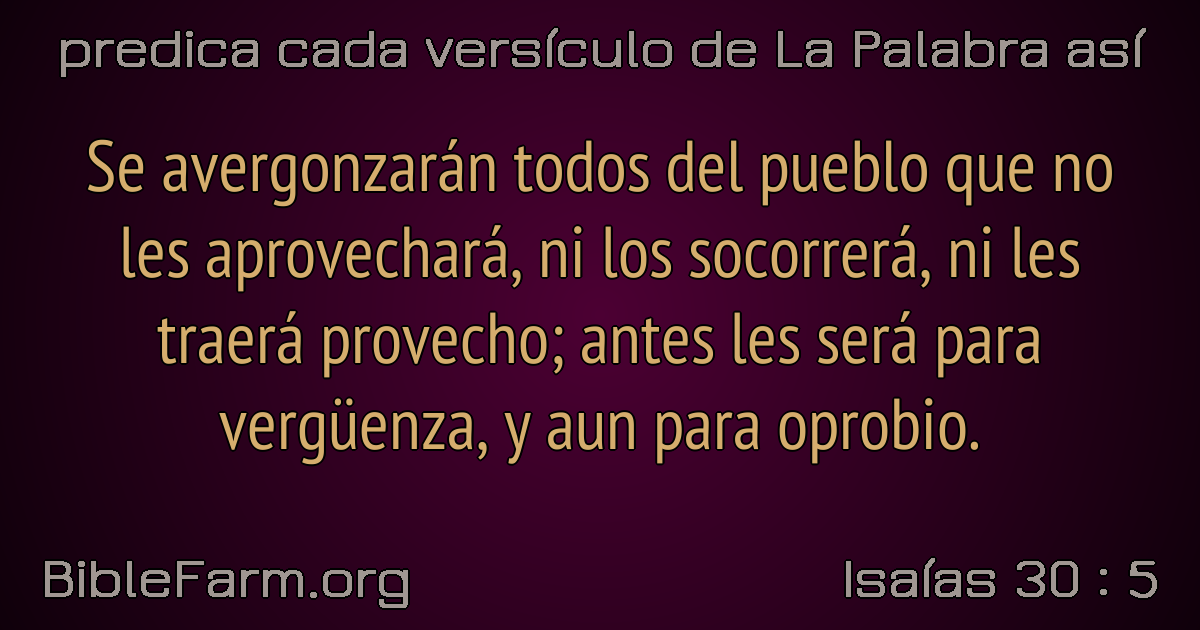 predica cada versículo de La Palabra así
Se avergonzarán todos del pueblo que no
les aprovechará, ni los socorrerá, ni les
traerá provecho; antes les será para
vergüenza, y aun para oprobio.
BibleFarm.org
Isaías 30 : 5